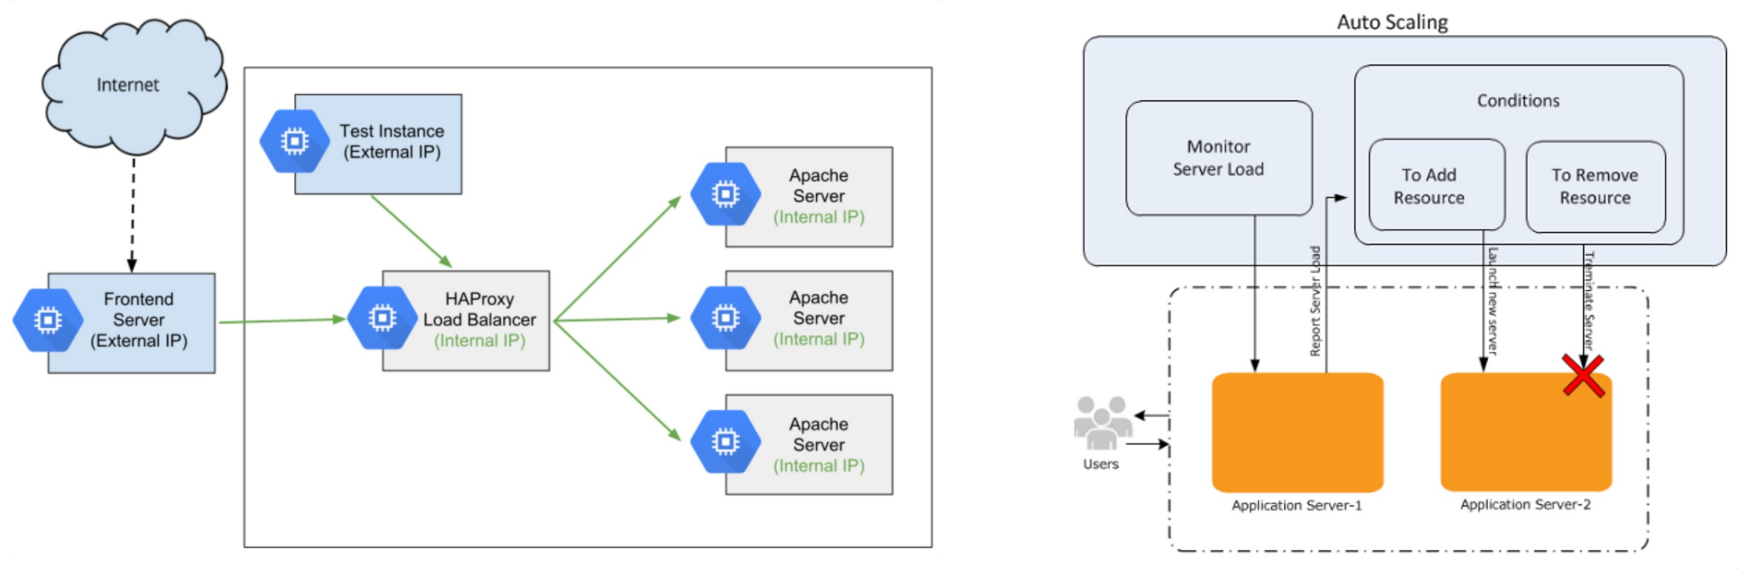 Internet
Test Instance
(External IP)
Frontend
Server
(External IP)
HAProxy
Load Balancer
(Internal IP)
Apache
Server
(Internal IP)
Apache
Server
(Internal IP)
Apache
Server
(Internal IP)
Auto Scaling
Monitor
Server Load
Conditions
To Add
Resource
To Remove
Resource
Report Server Load
Launch new server
Treminate Server
Users
Application Server-1
Application Server-2